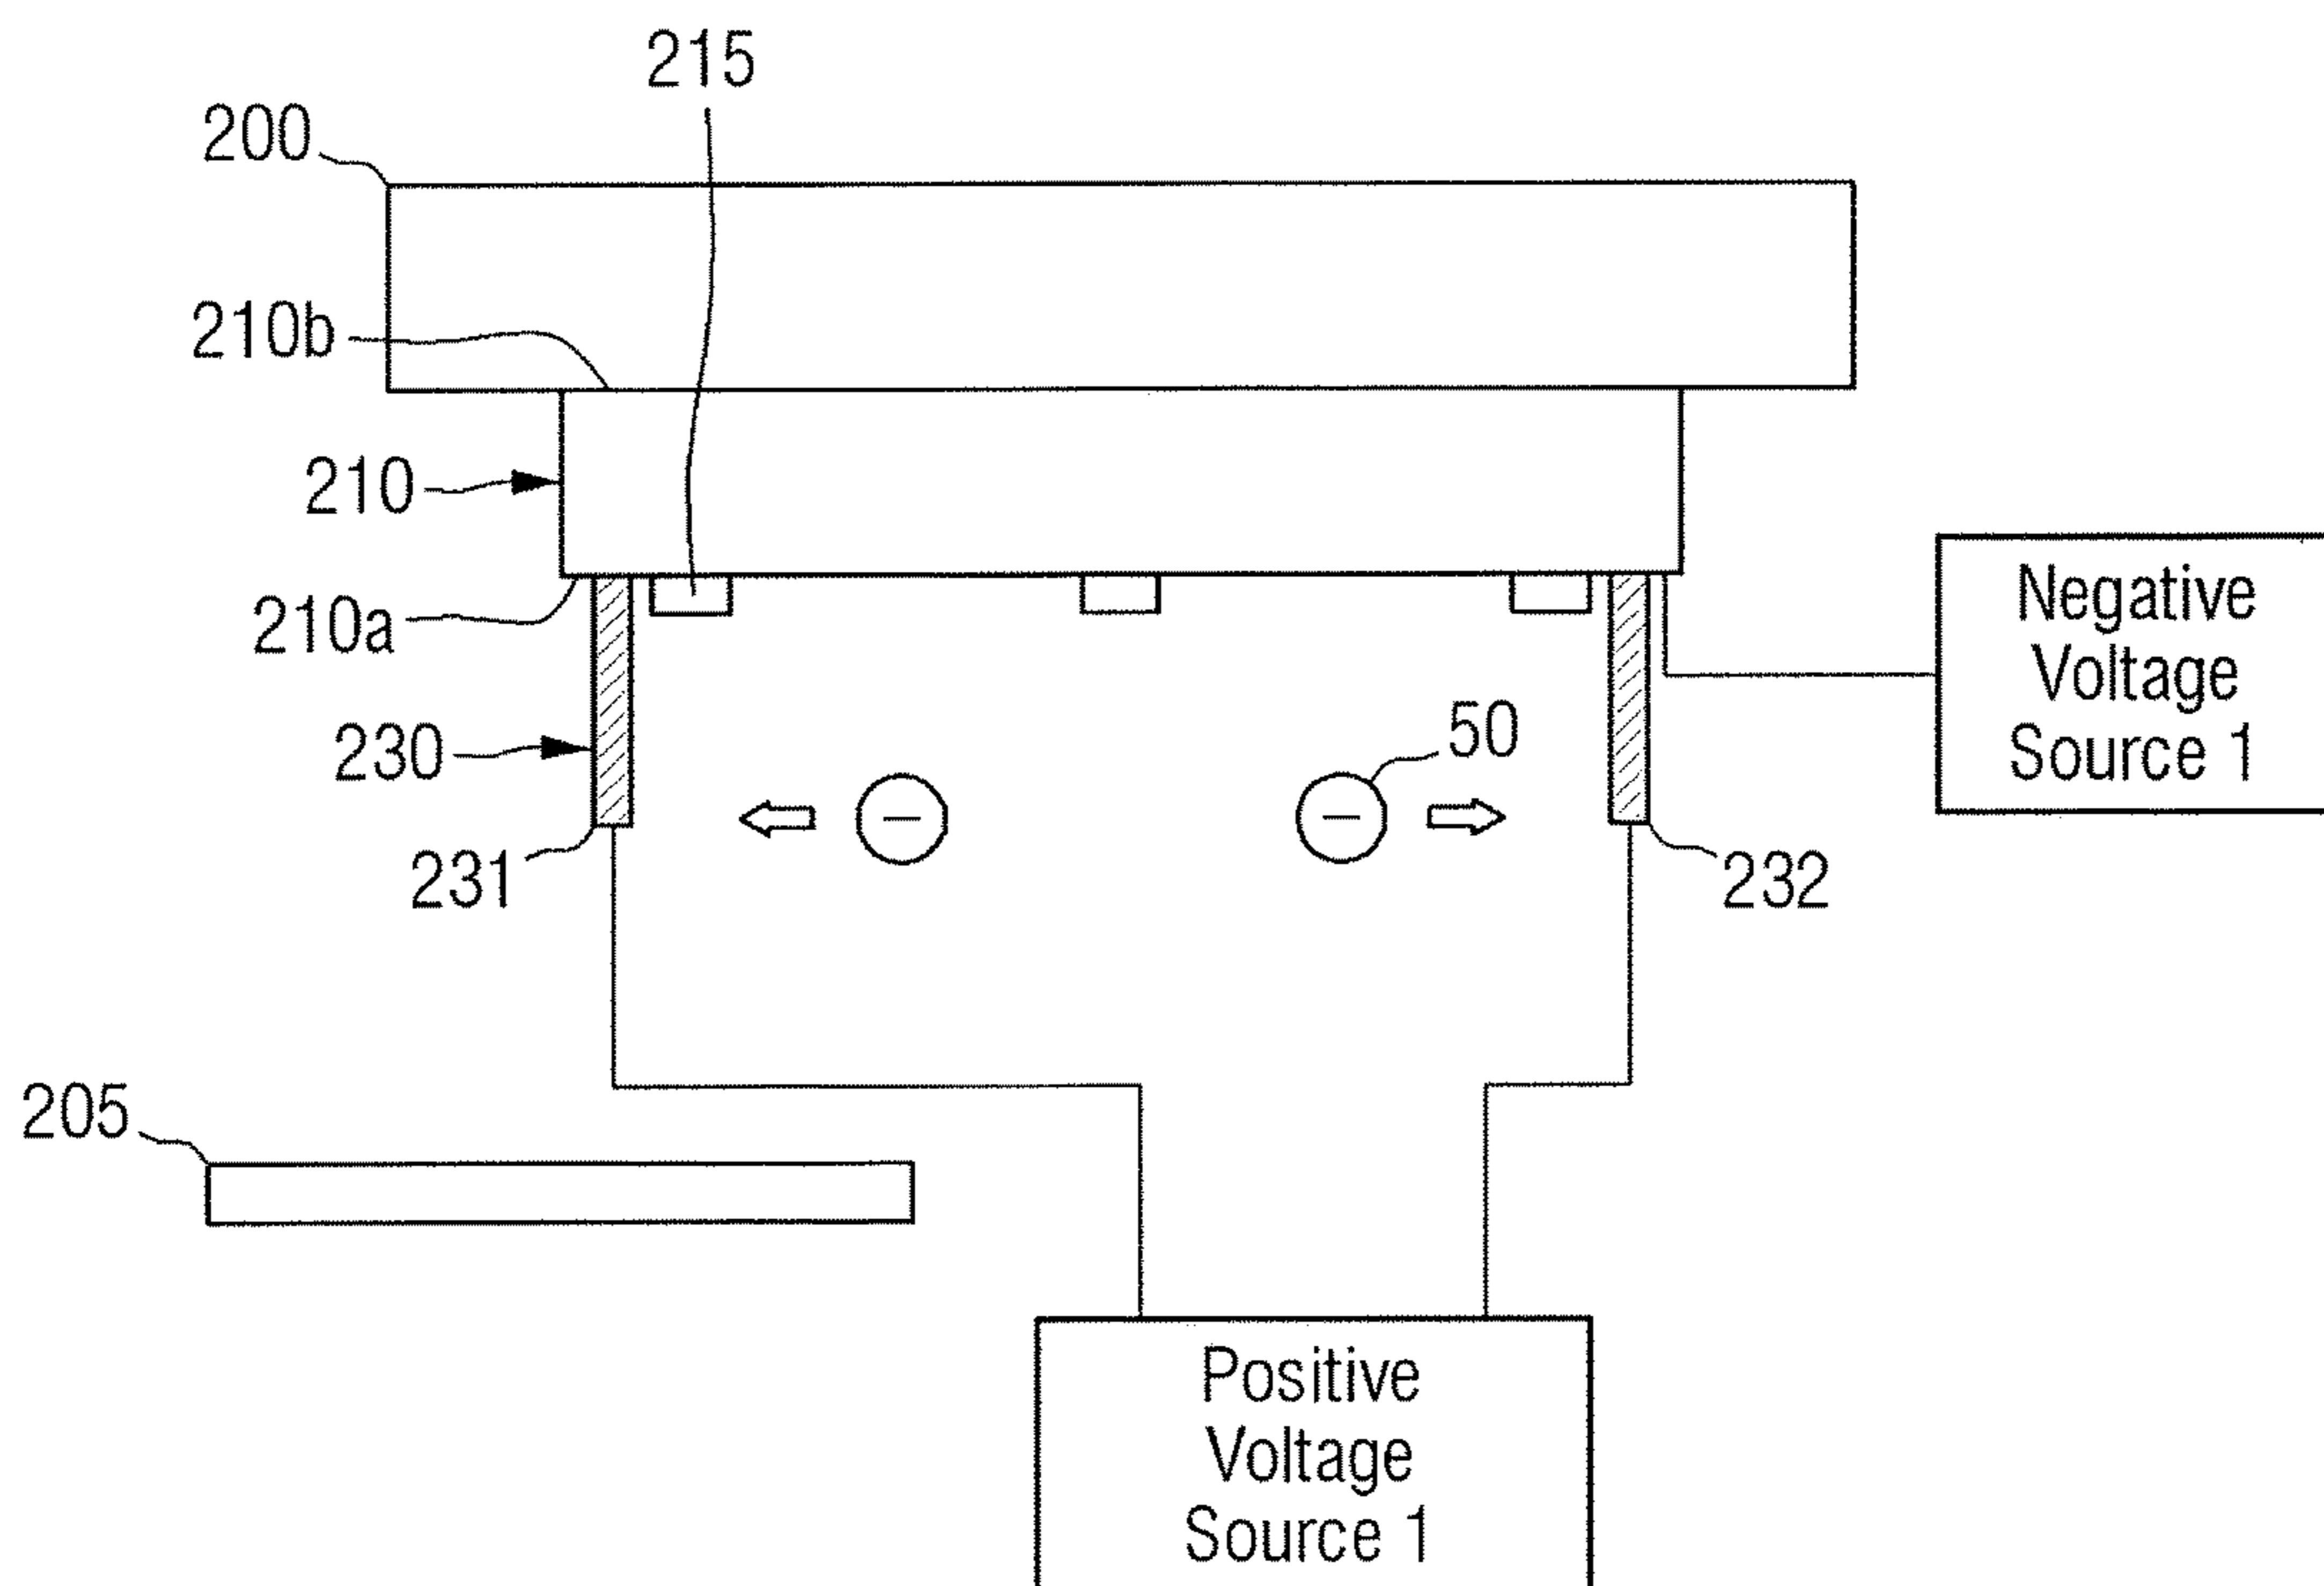 215
200
210b
210
210a
Negative
Voltage
Source 1
50
230
231
232
205
Positive
Voltage
Source 1